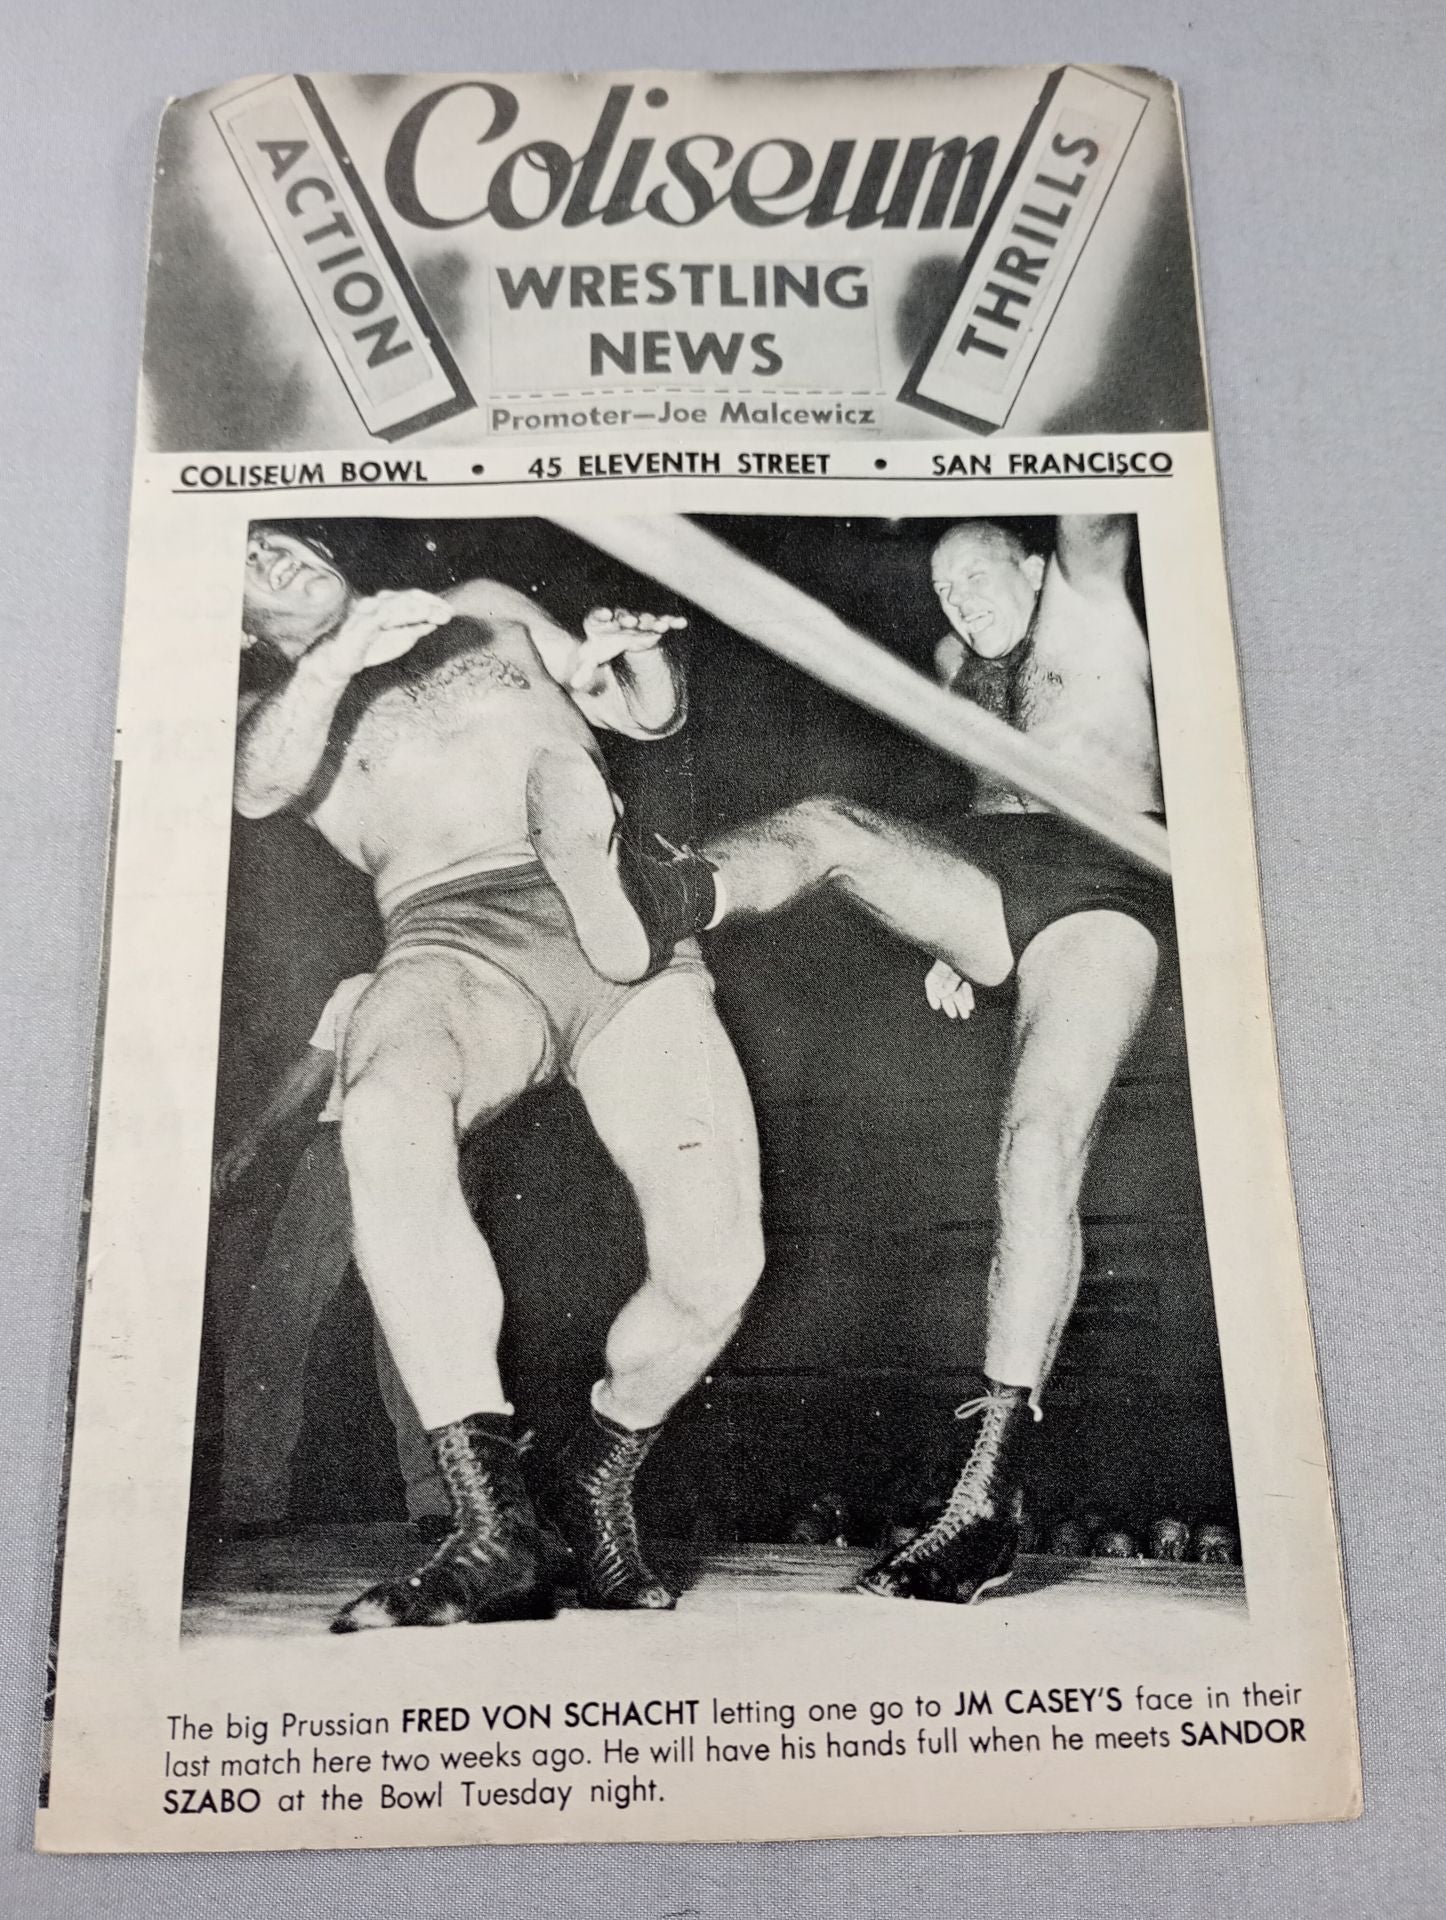 ACTION
Coliseum
THRILLS
WRESTLING
NEWS
Promoter—Joe Malcewicz
COLISEUM BOWL • 45 ELEVENTH STREET • SAN FRANCISCO
The big Prussian FRED VON SCHACHT letting one go to JM CASEY'S face in their
last match here two weeks ago. He will have his hands full when he meets SANDOR
SZABO at the Bowl Tuesday night.